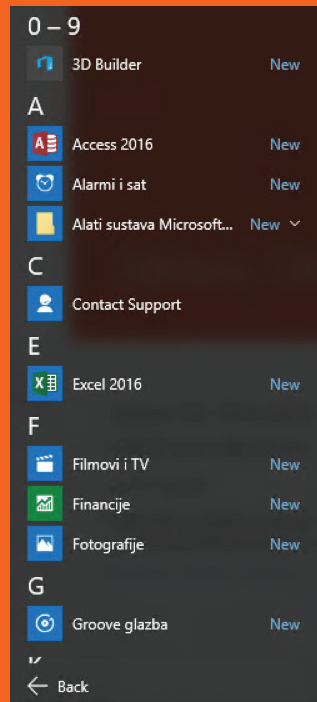 0 – 9
3D Builder New
A
Access 2016 New
Alarmi i sat New
Alati sustava Microsoft... New
C
Contact Support
E
Excel 2016 New
F
Filmovi i TV New
Financije New
Fotografije New
G
Groove glazba New
Back